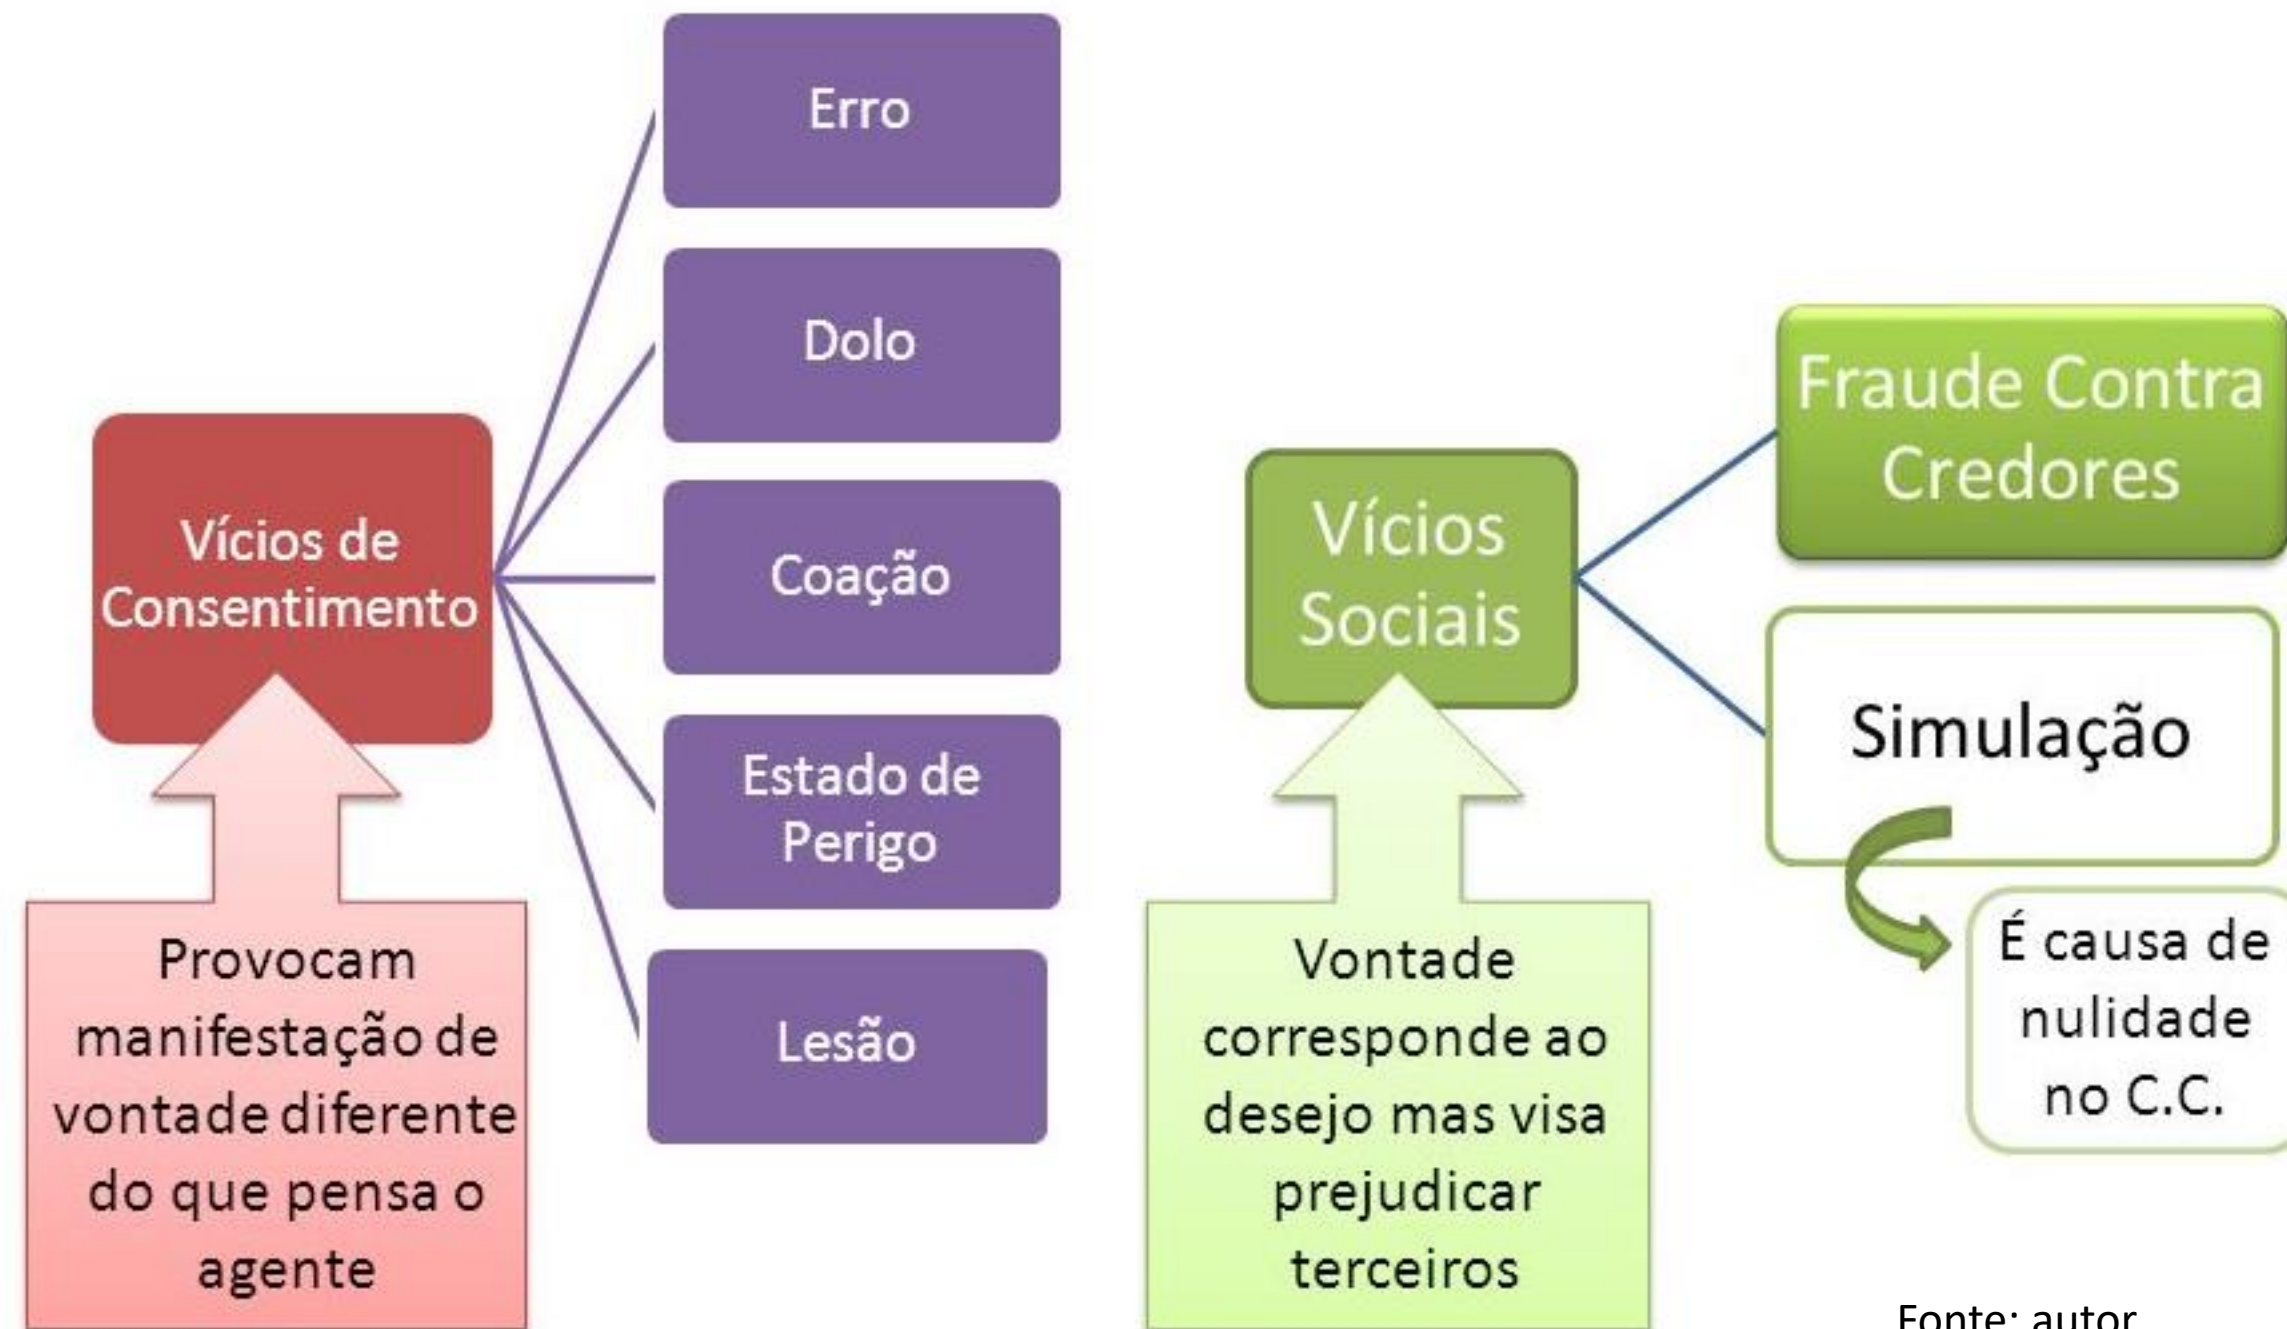 Vícios de
Consentimento
Provocam
manifestação de
vontade diferente
do que pensa o
agente
Erro
Dolo
Coação
Estado de
Perigo
Lesão
Vícios
Sociais
Vontade
corresponde ao
desejo mas visa
prejudicar
terceiros
Fraude Contra
Credores
Simulação
É causa de
nulidade
no C.C.
Fonte: autor